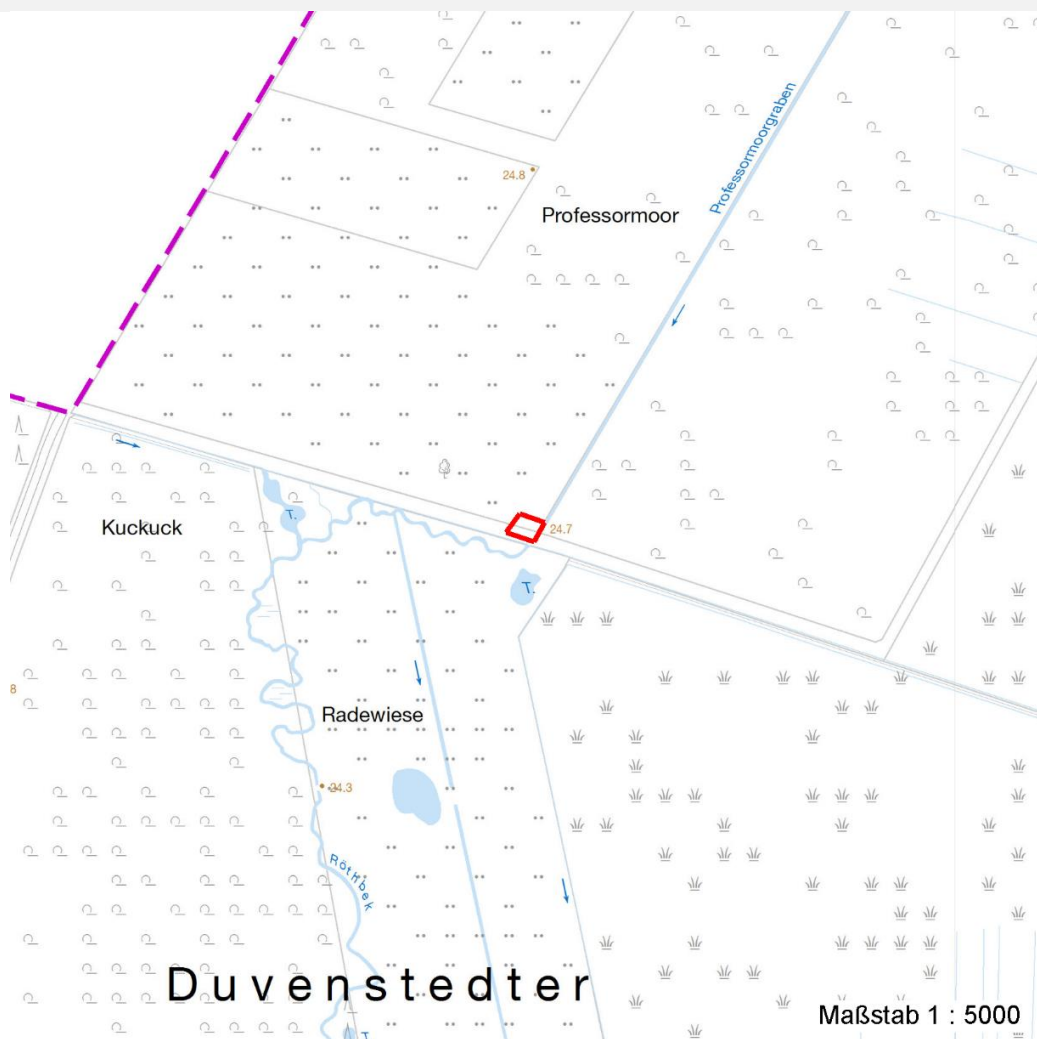 Professormoorgraben
24.8
Professormoor
T.
Kuckuck
24.7
T.
8
Radewiese
24.3
Röthbek
Duvenstedter
T
Maßstab 1 : 5000